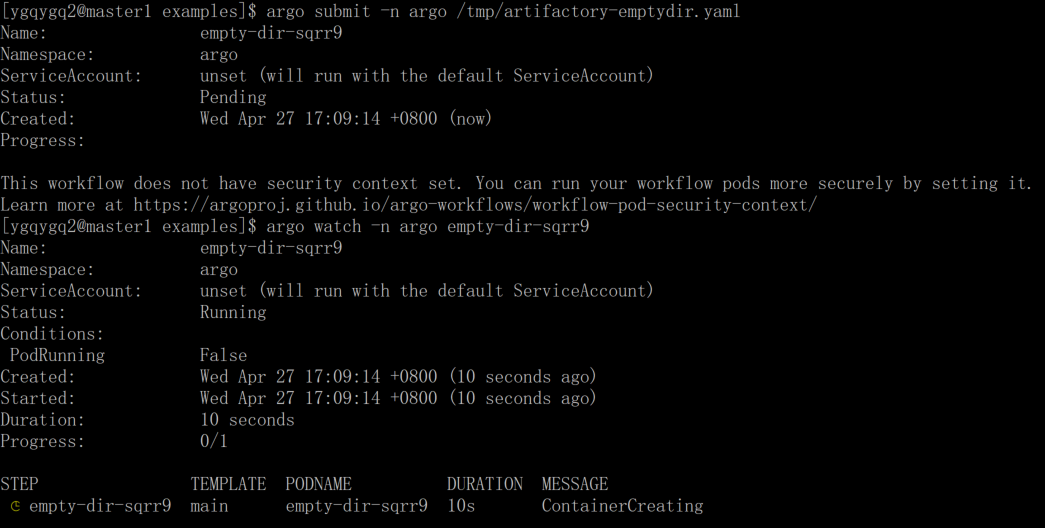 [ygqygq2@master1 examples]$ argo submit -n argo /tmp/artifactory-emptydir.yaml
Name: empty-dir-sqrr9
Namespace: argo
ServiceAccount: unset (will run with the default ServiceAccount)
Status: Pending
Created: Wed Apr 27 17:09:14 +0800 (now)
Progress:
This workflow does not have security context set. You can run your workflow pods more securely by setting it.
Learn more at https://argoproj.github.io/argo-workflows/workflow-pod-security-context/
[ygqygq2@master1 examples]$ argo watch -n argo empty-dir-sqrr9
Name: empty-dir-sqrr9
Namespace: argo
ServiceAccount: unset (will run with the default ServiceAccount)
Status: Running
Conditions:
PodRunning False
Created: Wed Apr 27 17:09:14 +0800 (10 seconds ago)
Started: Wed Apr 27 17:09:14 +0800 (10 seconds ago)
Duration: 10 seconds
Progress: 0/1
STEP TEMPLATE PODNAME DURATION MESSAGE
◷ empty-dir-sqrr9 main empty-dir-sqrr9 10s ContainerCreating